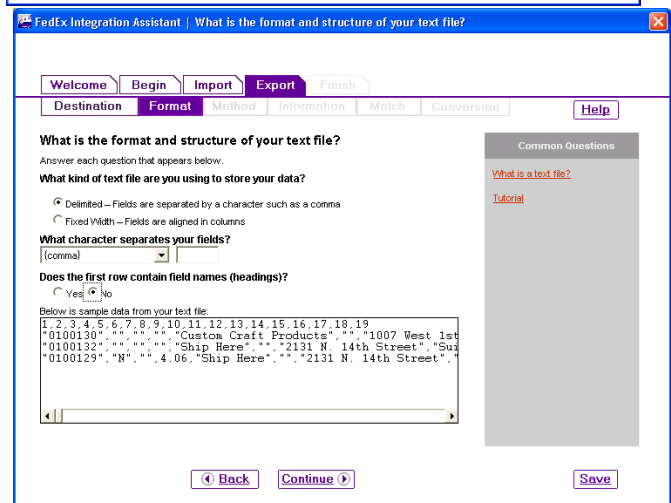 FedEx Integration Assistant | What is the format and structure of your text file?
Welcome Begin Import Export Finish
Destination Format Method Information Match Conversion Help
What is the format and structure of your text file?
Answer each question that appears below.
What kind of text file are you using to store your data?
Delimited – Fields are separated by a character such as a comma
Fixed Width – Fields are aligned in columns
What character separates your fields?
{comma}
Does the first row contain field names (headings)?
Yes No
Below is sample data from your text file:
1,2,3,4,5,6,7,8,9,10,11,12,13,14,15,16,17,18,19
"0100130","","","","Custom Craft Products","","1007 West 1st
"0100132","","","","Ship Here","","2131 N. 14th Street","Sui
"0100129","N","",4.06,"Ship Here","","2131 N. 14th Street","
Common Questions
What is a text file?
Tutorial
Back Continue Save